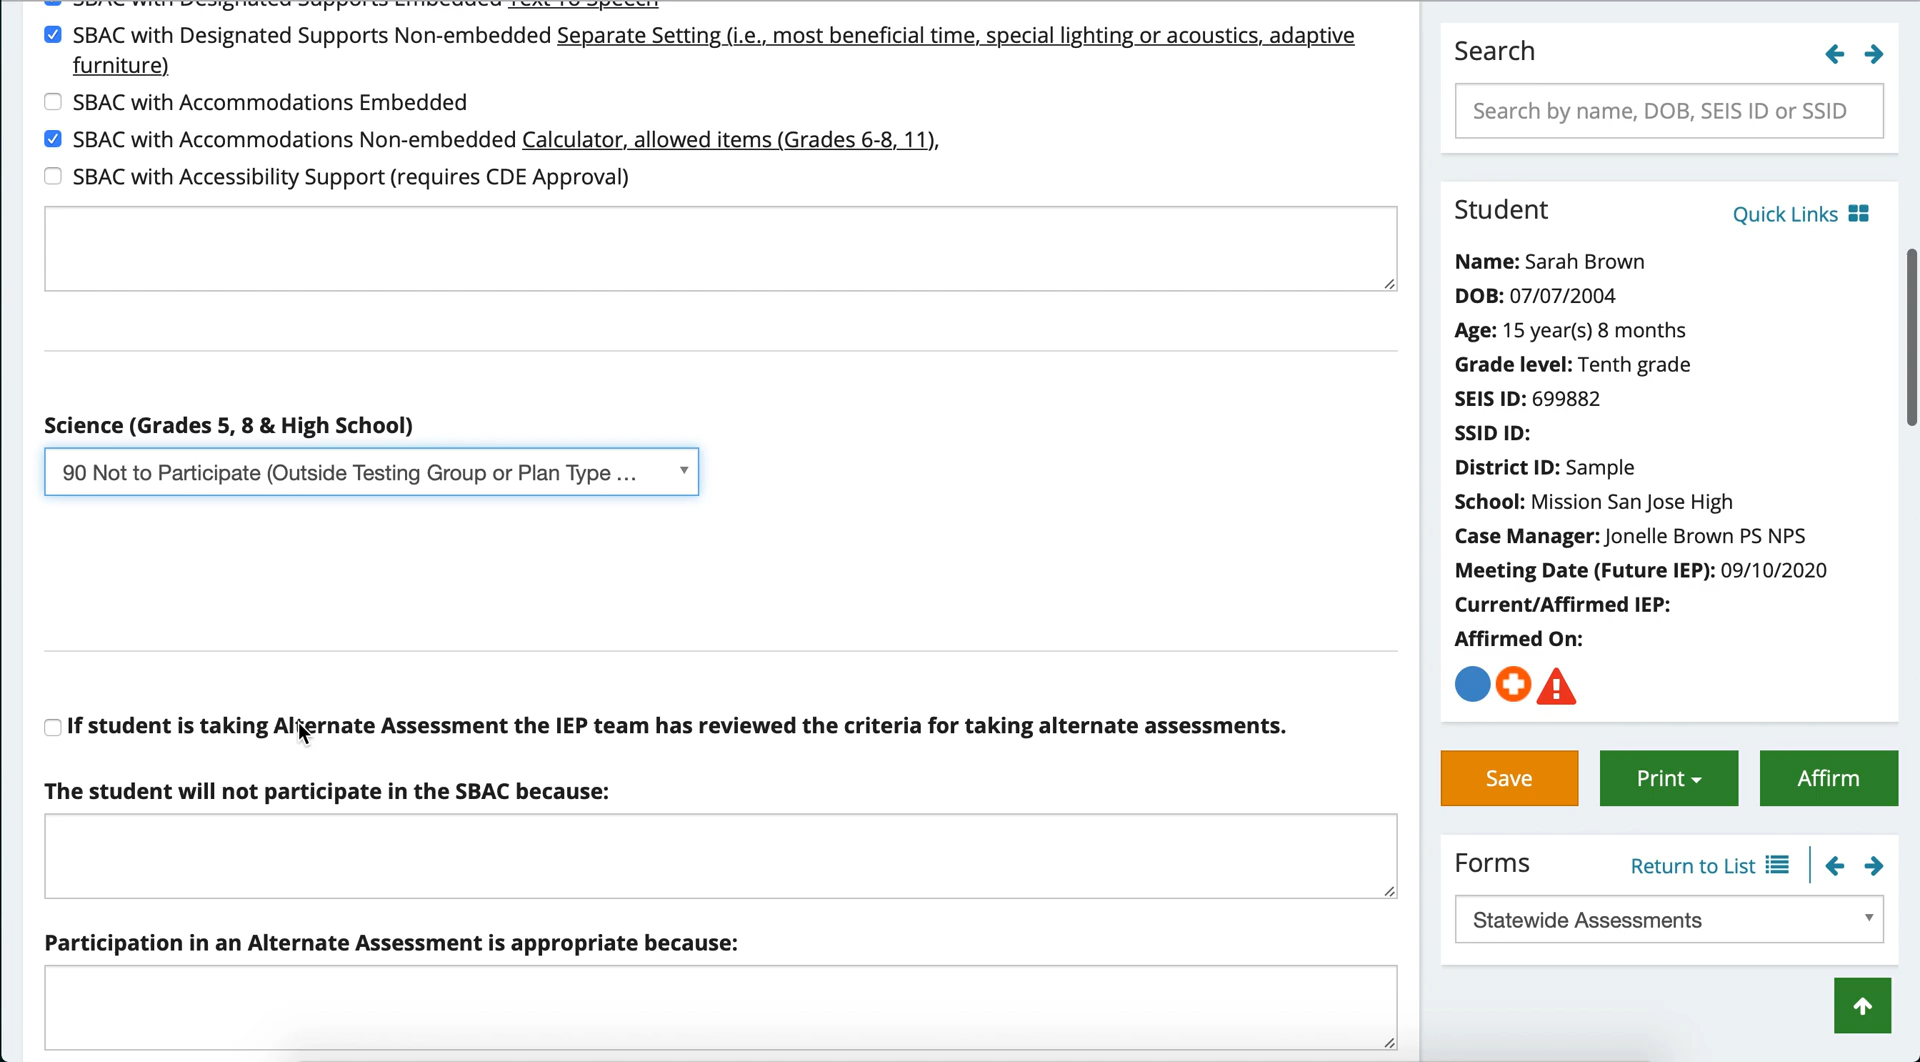 SBAC with Designated Supports Embedded Text-To-Speech
SBAC with Designated Supports Non-embedded Separate Setting (i.e., most beneficial time, special lighting or acoustics, adaptive
furniture)
SBAC with Accommodations Embedded
SBAC with Accommodations Non-embedded Calculator, allowed items (Grades 6-8, 11),
SBAC with Accessibility Support (requires CDE Approval)
Science (Grades 5, 8 & High School)
90 Not to Participate (Outside Testing Group or Plan Type ...
If student is taking Alternate Assessment the IEP team has reviewed the criteria for taking alternate assessments.
The student will not participate in the SBAC because:
Participation in an Alternate Assessment is appropriate because:
Search
Search by name, DOB, SEIS ID or SSID
Student
Quick Links
Name: Sarah Brown
DOB: 07/07/2004
Age: 15 year(s) 8 months
Grade level: Tenth grade
SEIS ID: 699882
SSID ID:
District ID: Sample
School: Mission San Jose High
Case Manager: Jonelle Brown PS NPS
Meeting Date (Future IEP): 09/10/2020
Current/Affirmed IEP:
Affirmed On:
Save
Print
Affirm
Forms
Return to List
Statewide Assessments